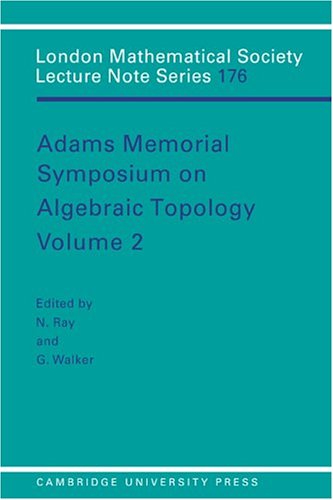 London Mathematical Society
Lecture Note Series 176
Adams Memorial
Symposium on
Algebraic Topology
Volume 2
Edited by
N. Ray
and
G. Walker
CAMBRIDGE UNIVERSITY PRESS